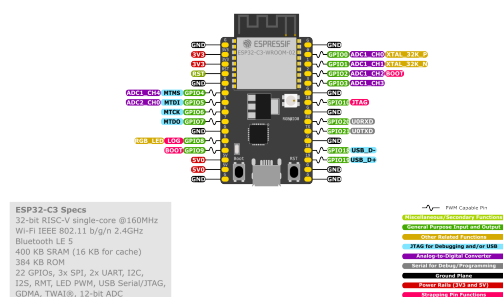 GND
GND
3V3
GPIO0 ADC1_CH0 XTAL_32K_P
3V3
GPIO1 ADC1_CH1 XTAL_32K_N
RST
GPIO2 ADC1_CH2 BOOT
GND
GPIO3 ADC1_CH3
ADC1_CH4 MTMS GPIO4
GND
ADC2_CH0 MTDI GPIO5
GPIO10 JTAG
MTCK GPIO6
GND
MTDO GPIO7
GPIO20 U0RXD
GND
GPIO21 U0TXD
RGB_LED LOG GPIO8
GND
BOOT GPIO9
GPIO18 USB_D-
5V0
GPIO19 USB_D+
5V0
GND
GND
GND
ESPRESSIF
ESP32-C3-WROOM-02
RST
ESP32-C3 Specs
32-bit RISC-V single-core @160MHz
Wi-Fi IEEE 802.11 b/g/n 2.4GHz
Bluetooth LE 5
400 KB SRAM (16 KB for cache)
384 KB ROM
22 GPIOs, 3x SPI, 2x UART, I2C,
I2S, RMT, LED PWM, USB Serial/JTAG,
GDMA, TWAI®, 12-bit ADC
PWM Capable Pin
Miscellaneous/Secondary Functions
General Purpose Input and Output
Other Related Functions
JTAG for Debugging and/or USB
Analog-to-Digital Converter
Serial for Debug/Programming
Ground Plane
Power Rails (3V3 and 5V)
Strapping Pin Functions